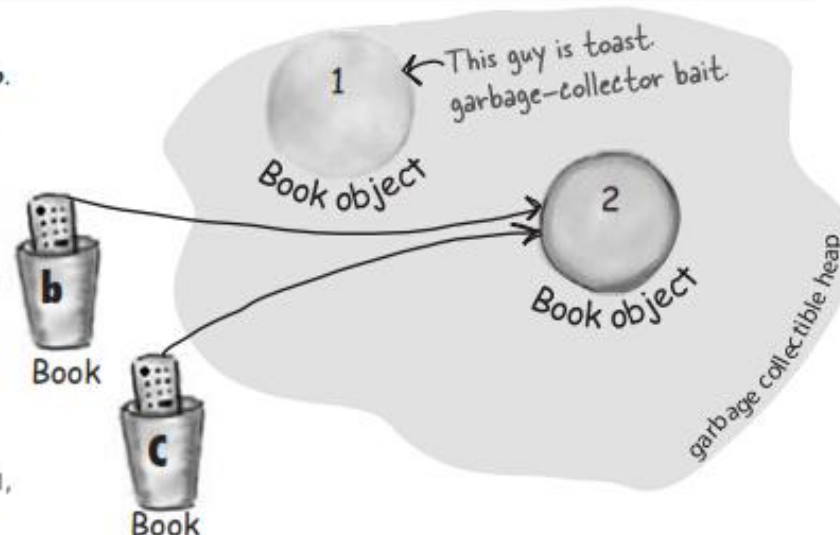 1
This guy is toast.
garbage-collector bait.
Book object
2
Book object
b
Book
C
Book
garbage collectible heap